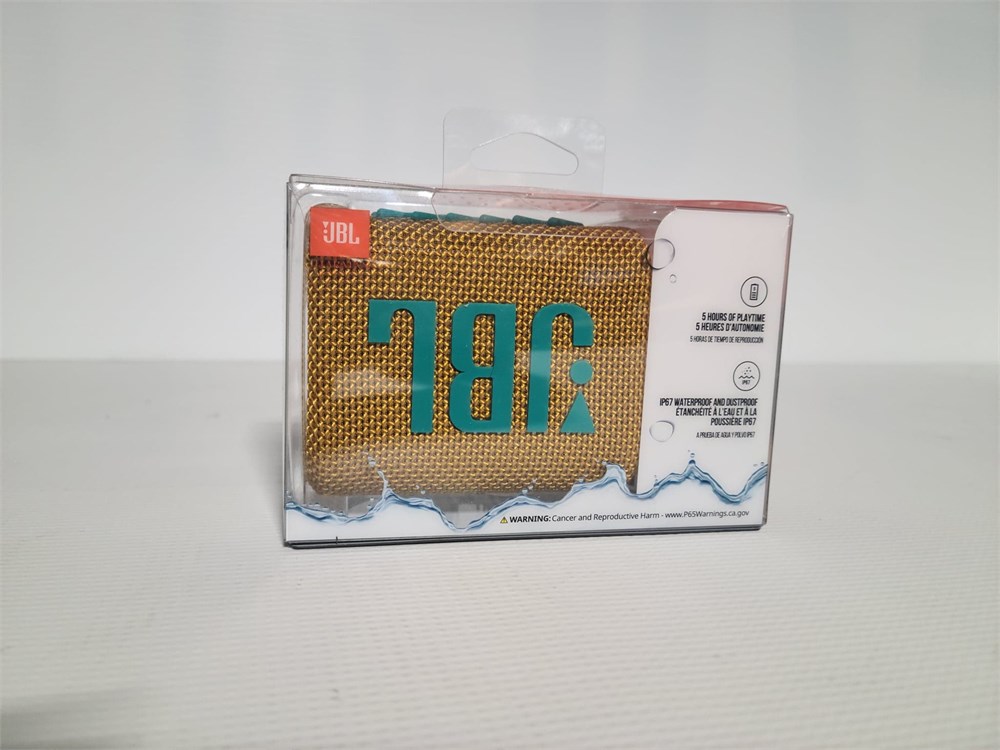 JBL
JBL
5 HOURS OF PLAYTIME
5 HEURES D'AUTONOMIE
5 HORAS DE TIEMPO DE REPRODUCCIÓN
IP67
IP67 WATERPROOF AND DUSTPROOF
ÉTANCHÉITÉ À L'EAU ET À LA
POUSSIÈRE IP67
A PRUEBA DE AGUA Y POLVO IP67
WARNING: Cancer and Reproductive Harm - www.P65Warnings.ca.gov